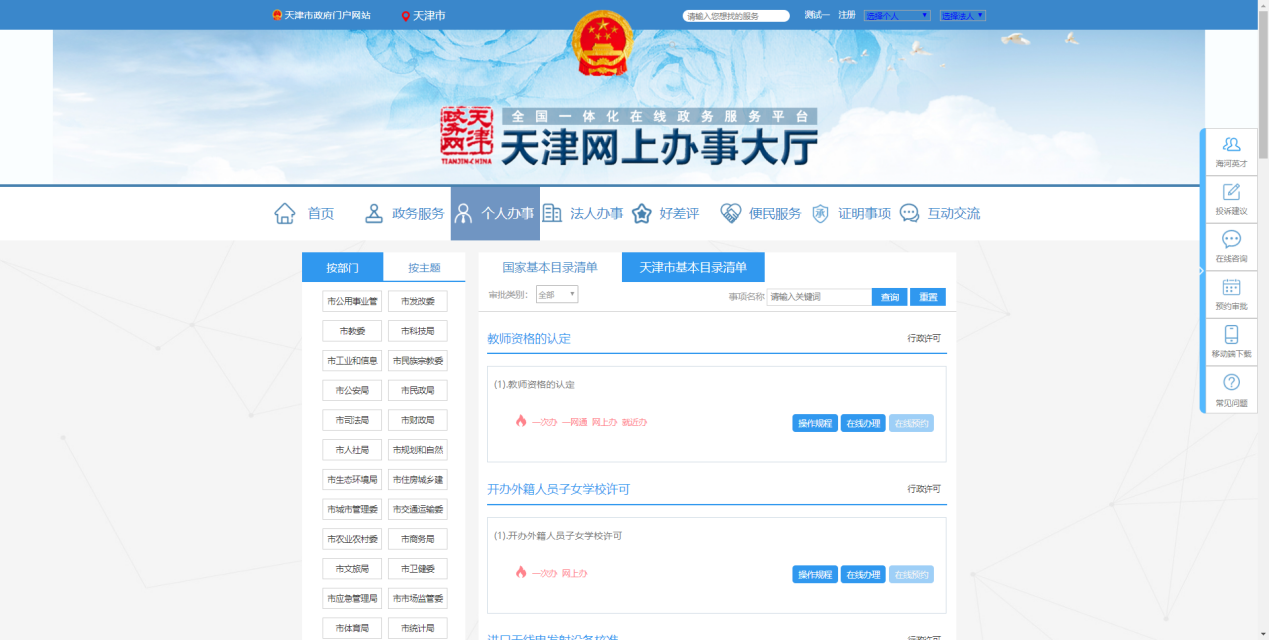 天津市政府门户网站 天津市 请输入您想找的服务 测试一 注册 选择个人 选择法人
全国一体化在线政务服务平台
政务网 天津
TIANJIN·CHINA
天津网上办事大厅
首页 政务服务 个人办事 法人办事 好差评 便民服务 证明事项 互动交流
海河英才
投诉建议
在线咨询
预约审批
移动端下载
常见问题
按部门 按主题
市公用事业管 市发改委
市教委 市科技局
市工业和信息 市民族宗教委
市公安局 市民政局
市司法局 市财政局
市人社局 市规划和自然
市生态环境局 市住房城乡建
市城市管理委 市交通运输委
市农业农村委 市商务局
市文旅局 市卫健委
市应急管理局 市市场监管委
市体育局 市统计局
国家基本目录清单 天津市基本目录清单
审批类别: 全部 事项名称 请输入关键词 查询 重置
教师资格的认定 行政许可
(1).教师资格的认定
一次办 一网通 网上办 就近办 操作规程 在线办理 在线预约
开办外籍人员子女学校许可 行政许可
(1).开办外籍人员子女学校许可
一次办 网上办 操作规程 在线办理 在线预约
进口无线电发射设备核准 行政许可